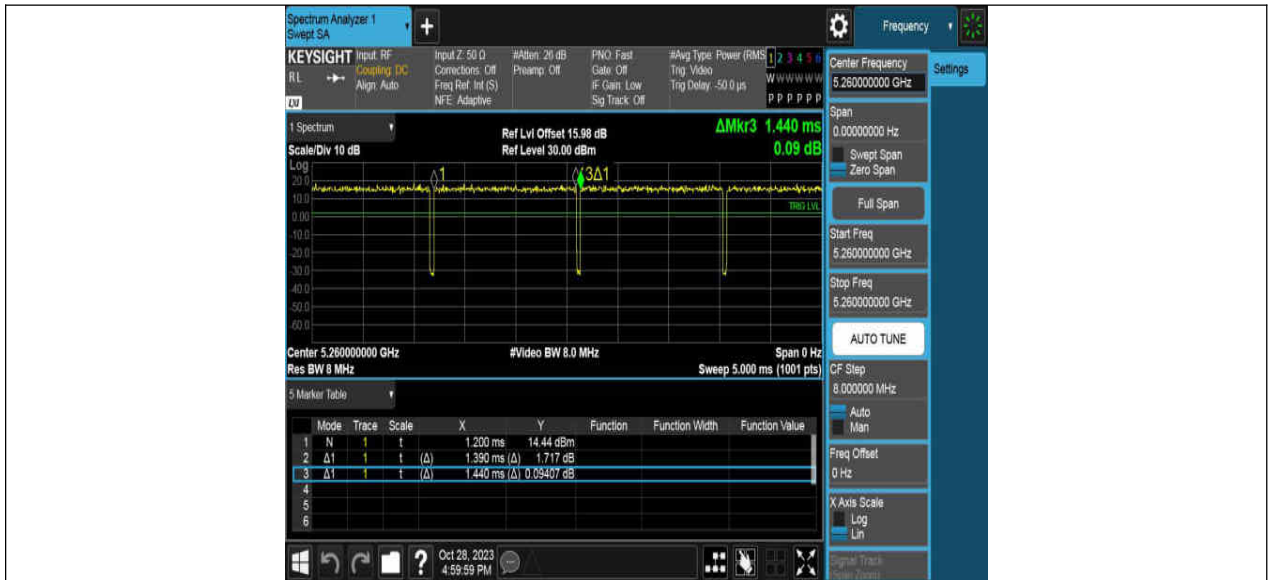 Spectrum Analyzer 1
Swept SA
+
Frequency
KEYSIGHT
RL
LXI
Input: RF
Coupling: DC
Align: Auto
Input Z: 50 Ω
Corrections: Off
Freq Ref: Int (S)
NFE: Adaptive
#Atten: 26 dB
Preamp: Off
PNO: Fast
Gate: Off
IF Gain: Low
Sig Track: Off
#Avg Type: Power (RMS
Trig: Video
Trig Delay: -50.0 µs
1 2 3 4 5 6
W W W W W W
P P P P P P
1 Spectrum
Scale/Div 10 dB
Log
Ref Lvl Offset 15.98 dB
Ref Level 30.00 dBm
ΔMkr3 1.440 ms
0.09 dB
20.0
10.0
0.00
-10.0
-20.0
-30.0
-40.0
-50.0
-60.0
1
3Δ1
TRIG LVL
Center 5.260000000 GHz
Res BW 8 MHz
#Video BW 8.0 MHz
Span 0 Hz
Sweep 5.000 ms (1001 pts)
5 Marker Table
Mode Trace Scale X Y Function Function Width Function Value
1 N 1 t 1.200 ms 14.44 dBm
2 Δ1 1 t (Δ) 1.390 ms (Δ) 1.717 dB
3 Δ1 1 t (Δ) 1.440 ms (Δ) 0.09407 dB
4
5
6
?
Oct 28, 2023
4:59:59 PM
Center Frequency
5.260000000 GHz
Settings
Span
0.00000000 Hz
Swept Span
Zero Span
Full Span
Start Freq
5.260000000 GHz
Stop Freq
5.260000000 GHz
AUTO TUNE
CF Step
8.000000 MHz
Auto
Man
Freq Offset
0 Hz
X Axis Scale
Log
Lin
Signal Track
(Span Zoom)